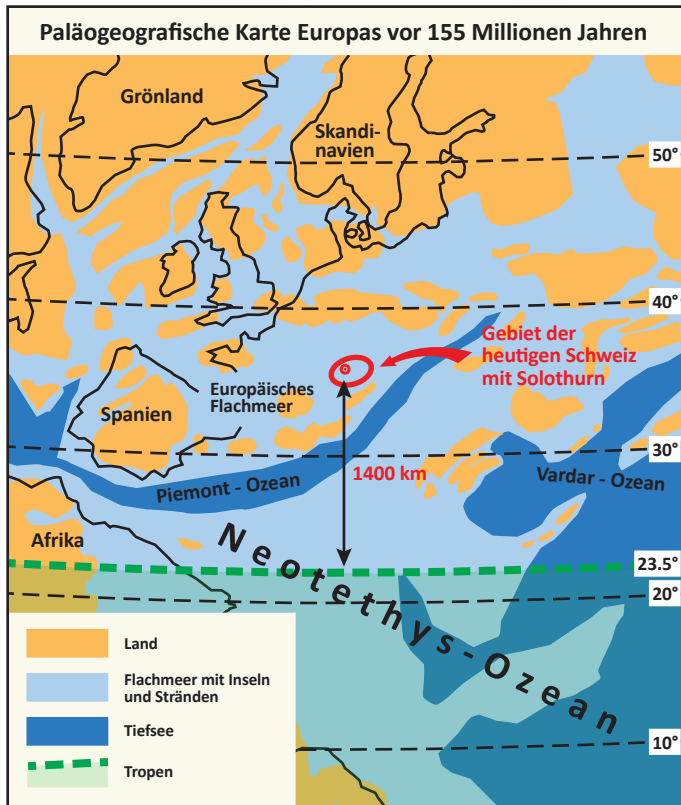 Paläogeografische Karte Europas vor 155 Millionen Jahren
Grönland
Skandi-
navien
50°
40°
Gebiet der
heutigen Schweiz
mit Solothurn
Europäisches
Flachmeer
Spanien
30°
1400 km
Piemont - Ozean
Vardar - Ozean
Afrika
Neotethys-Ozean
23.5°
20°
10°
Land
Flachmeer mit Inseln
und Stränden
Tiefsee
Tropen